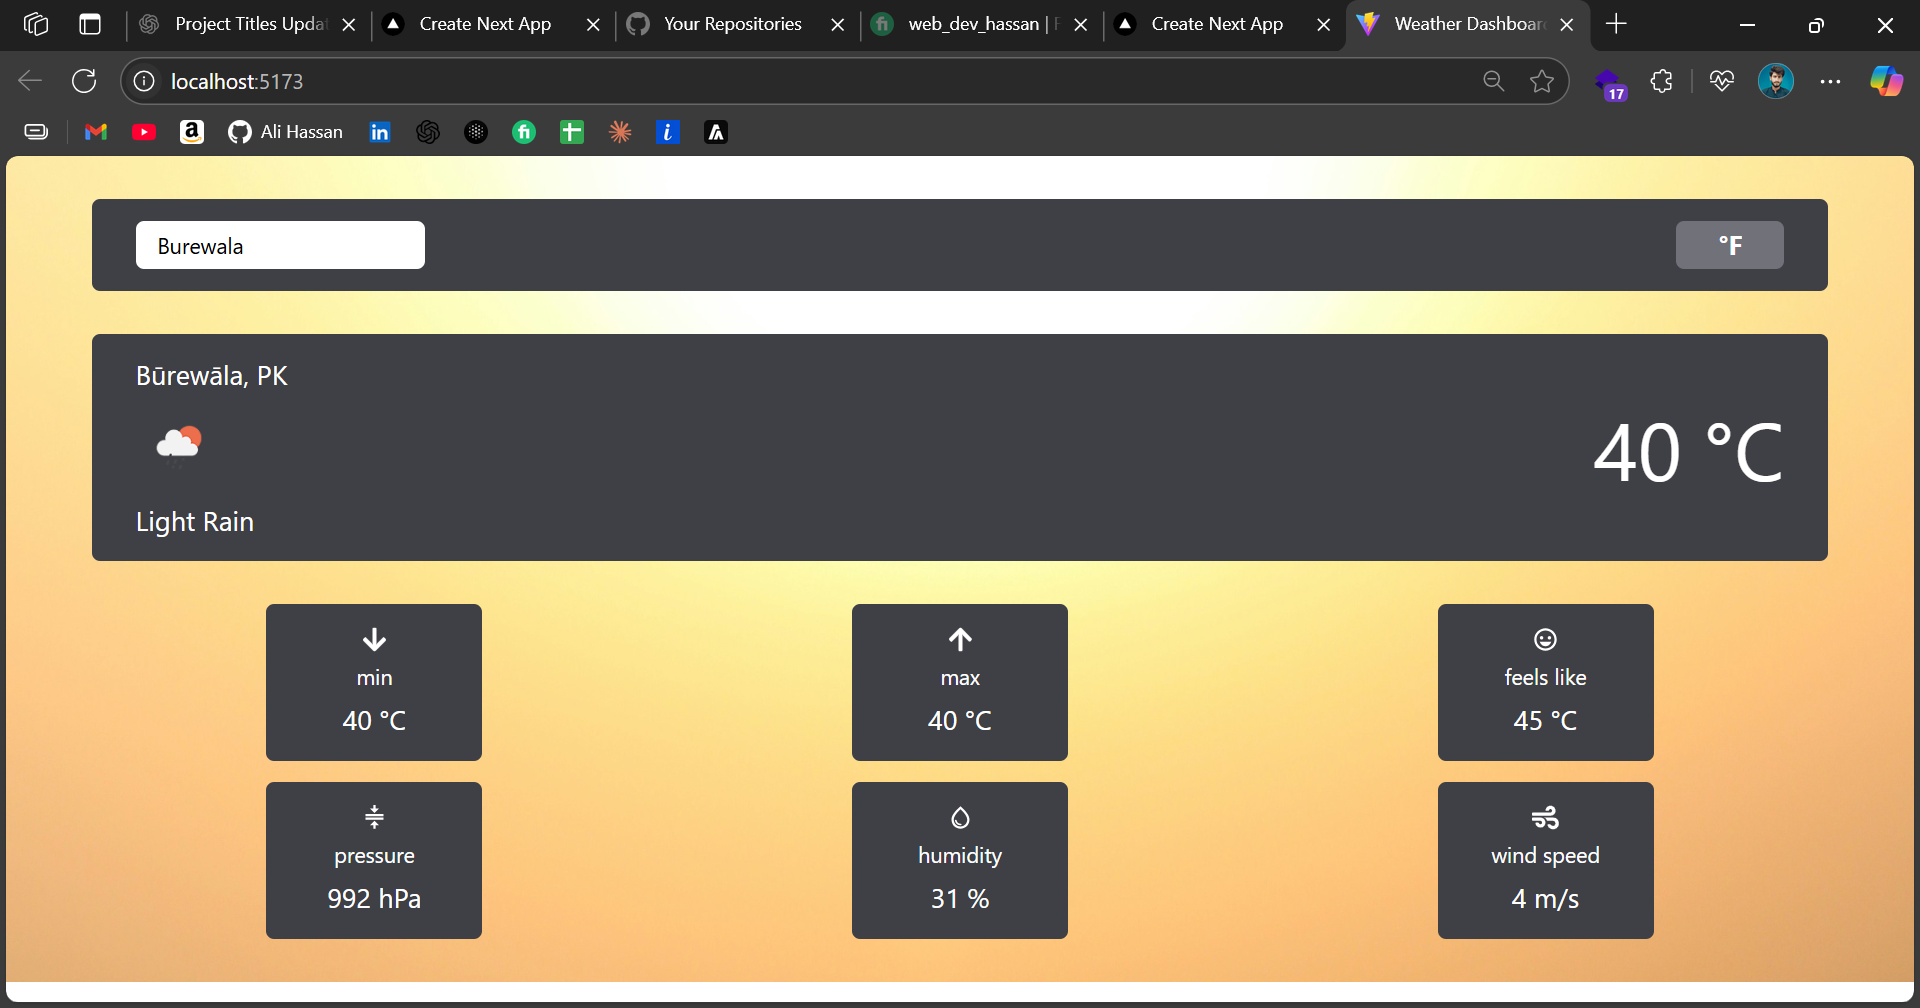 Project Titles Updat
Create Next App
Your Repositories
web_dev_hassan | F
Create Next App
Weather Dashboard
localhost:5173
17
Ali Hassan
Burewala
°F
Būrewāla, PK
40 °C
Light Rain
min
40 °C
max
40 °C
feels like
45 °C
pressure
992 hPa
humidity
31 %
wind speed
4 m/s